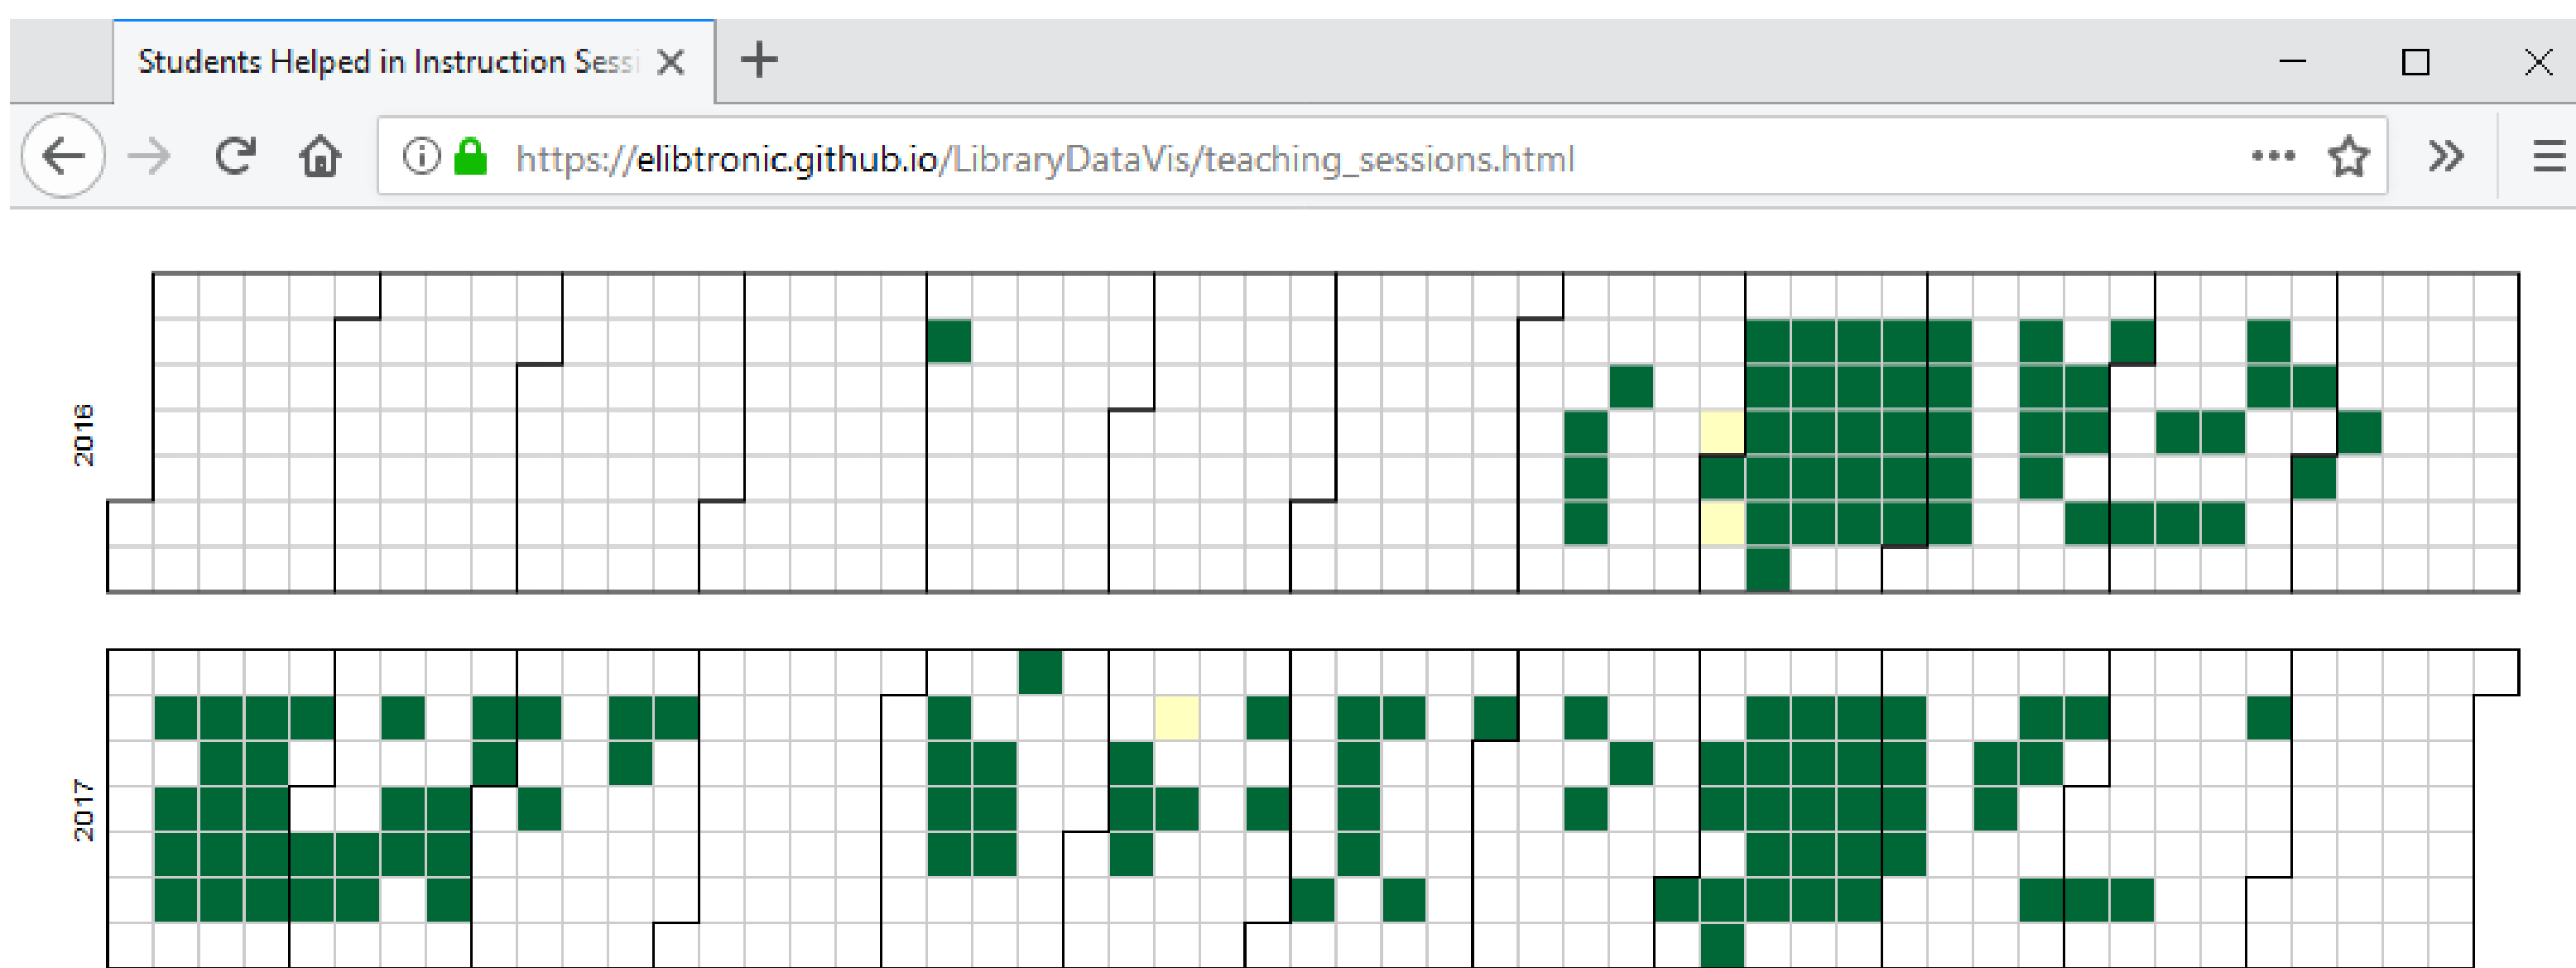 Students Helped in Instruction Sessi
https://elibtronic.github.io/LibraryDataVis/teaching_sessions.html
2016
2017